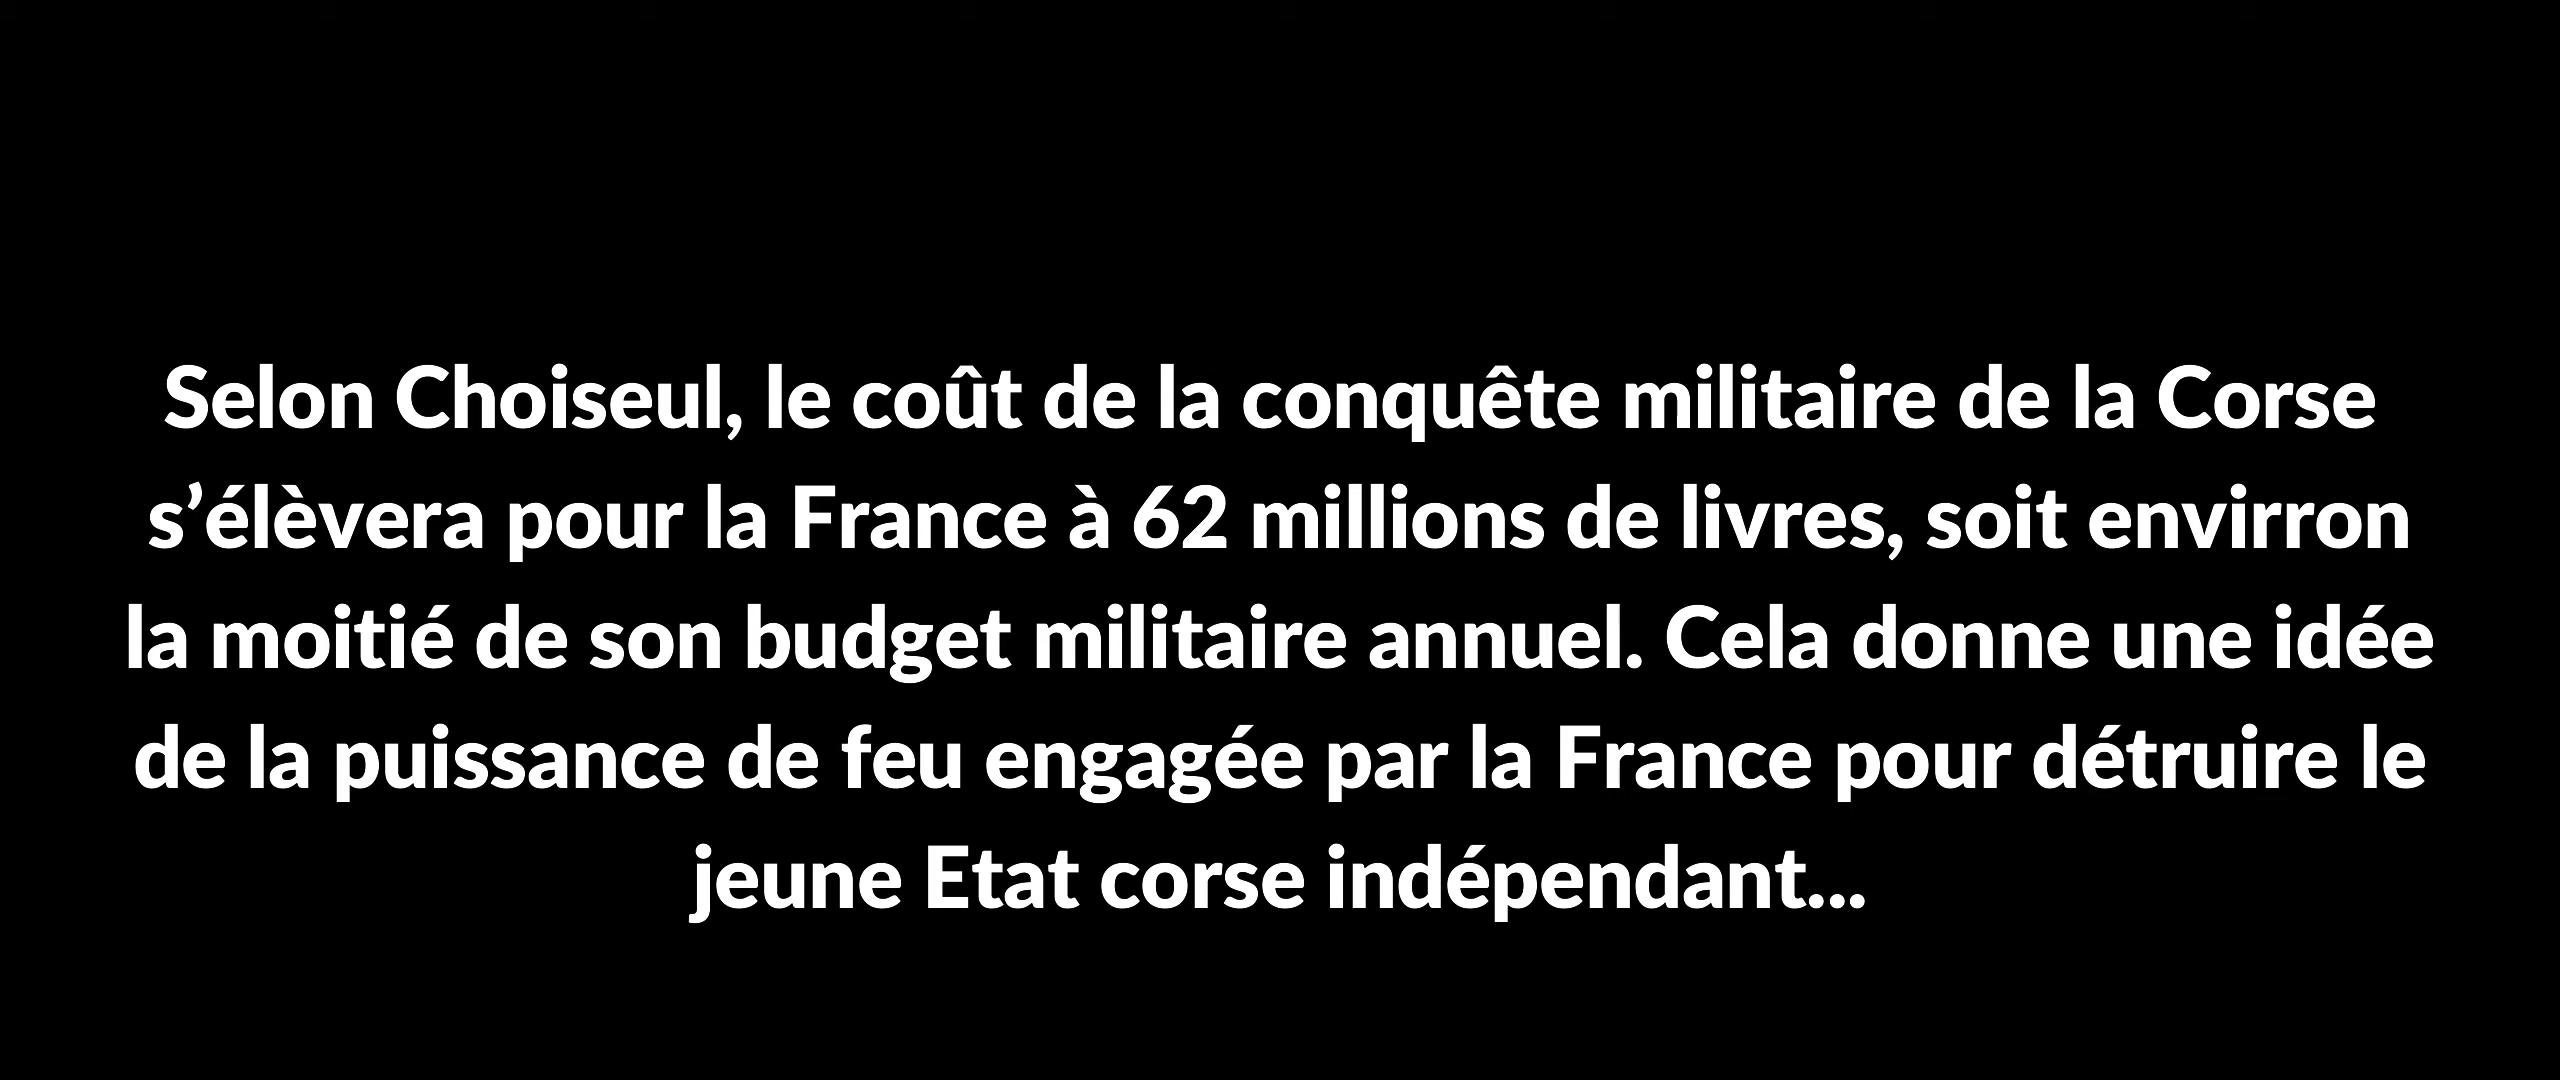 Selon Choiseul, le coût de la conquête militaire de la Corse
s’élèvera pour la France à 62 millions de livres, soit envirron
la moitié de son budget militaire annuel. Cela donne une idée
de la puissance de feu engagée par la France pour détruire le
jeune Etat corse indépendant...